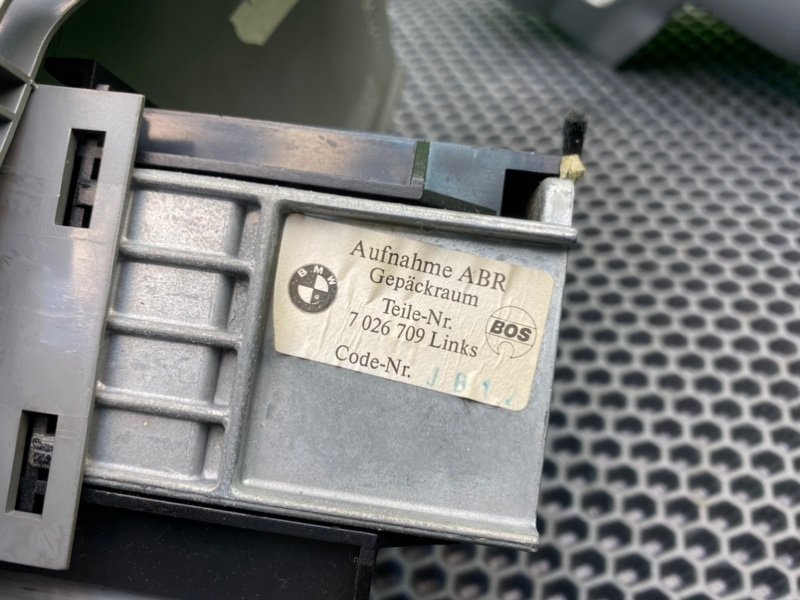 Aufnahme ABR
Gepäckraum
BMW
Teile-Nr.
7 026 709 Links
BOS
Code-Nr.